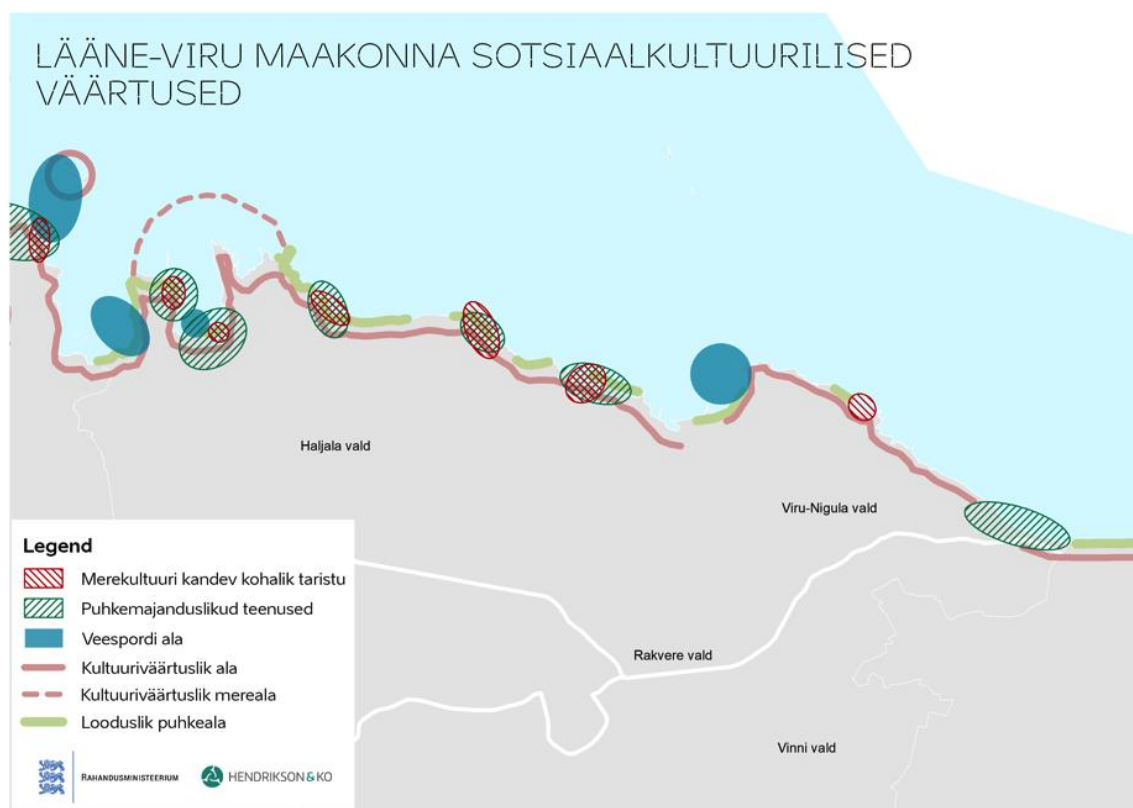 LÄÄNE-VIRU MAAKONNA SOTSIAALKULTUURILISED
VÄÄRTUSED
Haljala vald
Viru-Nigula vald
Rakvere vald
Vinni vald
Legend
Merekultuuri kandev kohalik taristu
Puhkemajanduslikud teenused
Veespordi ala
Kultuuriväärtuslik ala
Kultuuriväärtuslik mereala
Looduslik puhkeala
RAHANDUSMINISTEERIUM
HENDRIKSON & KO